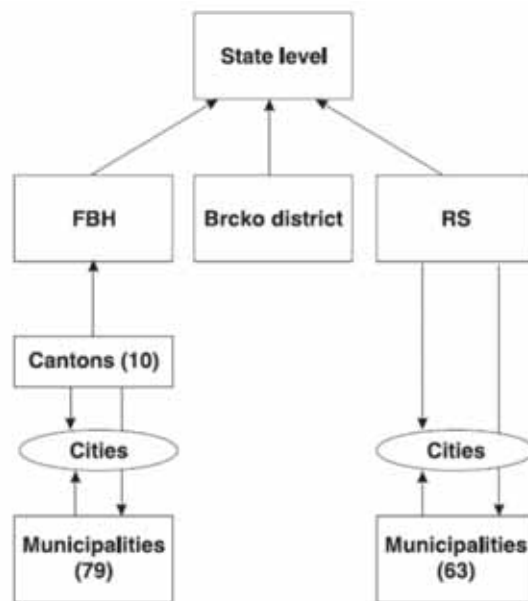 State level
FBH
Brcko district
RS
Cantons (10)
Cities
Cities
Municipalities
(79)
Municipalities
(63)